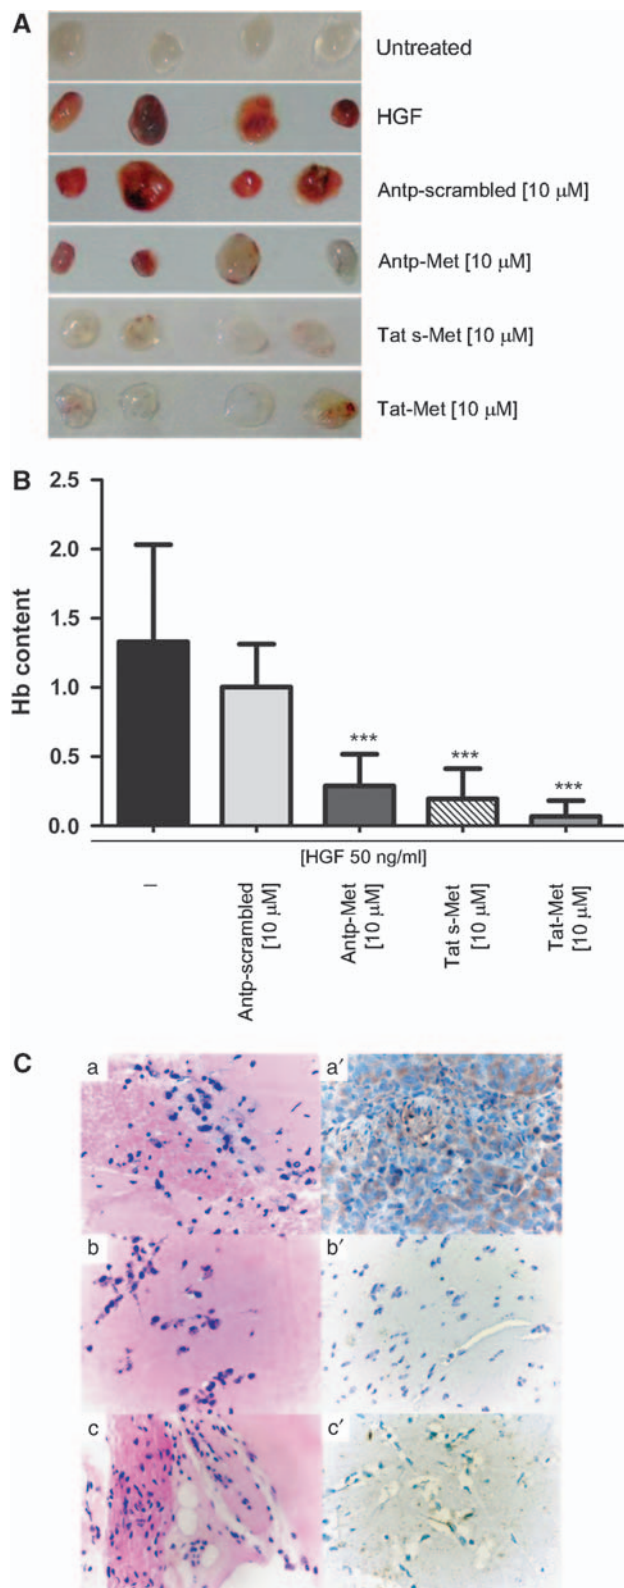 A
Untreated
HGF
Antp-scrambled [10 μM]
Antp-Met [10 μM]
Tat s-Met [10 μM]
Tat-Met [10 μM]
B
2.5
2.0
1.5
1.0
0.5
0.0
Hb content
***
***
***
[HGF 50 ng/ml]
–
Antp-scrambled
[10 μM]
Antp-Met
[10 μM]
Tat s-Met
[10 μM]
Tat-Met
[10 μM]
C
a
a′
b
b′
c
c′